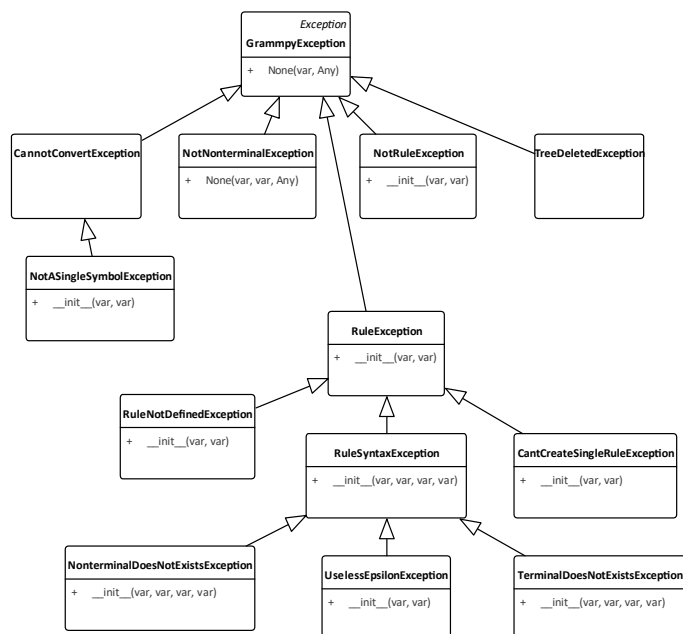 Exception
GrammpyException
+ None(var, Any)
CannotConvertException
NotNonterminalException
+ None(var, var, Any)
NotRuleException
+ __init__(var, var)
TreeDeletedException
NotASingleSymbolException
+ __init__(var, var)
RuleException
+ __init__(var, var)
RuleNotDefinedException
+ __init__(var, var)
RuleSyntaxException
+ __init__(var, var, var, var)
CantCreateSingleRuleException
+ __init__(var, var)
NonterminalDoesNotExistsException
+ __init__(var, var, var, var)
UselessEpsilonException
+ __init__(var, var)
TerminalDoesNotExistsException
+ __init__(var, var, var, var)